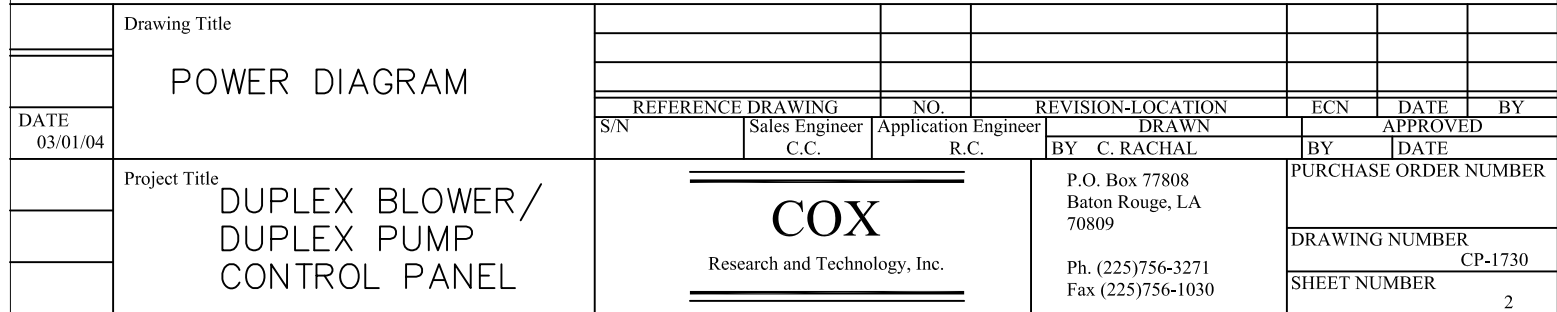 Drawing Title
POWER DIAGRAM
DATE
03/01/04
REFERENCE DRAWING NO. REVISION-LOCATION ECN DATE BY
S/N Sales Engineer Application Engineer DRAWN APPROVED
C.C. R.C. BY C. RACHAL BY DATE
Project Title
DUPLEX BLOWER/
DUPLEX PUMP
CONTROL PANEL
COX
Research and Technology, Inc.
P.O. Box 77808
Baton Rouge, LA
70809
Ph. (225)756-3271
Fax (225)756-1030
PURCHASE ORDER NUMBER
DRAWING NUMBER
CP-1730
SHEET NUMBER
2